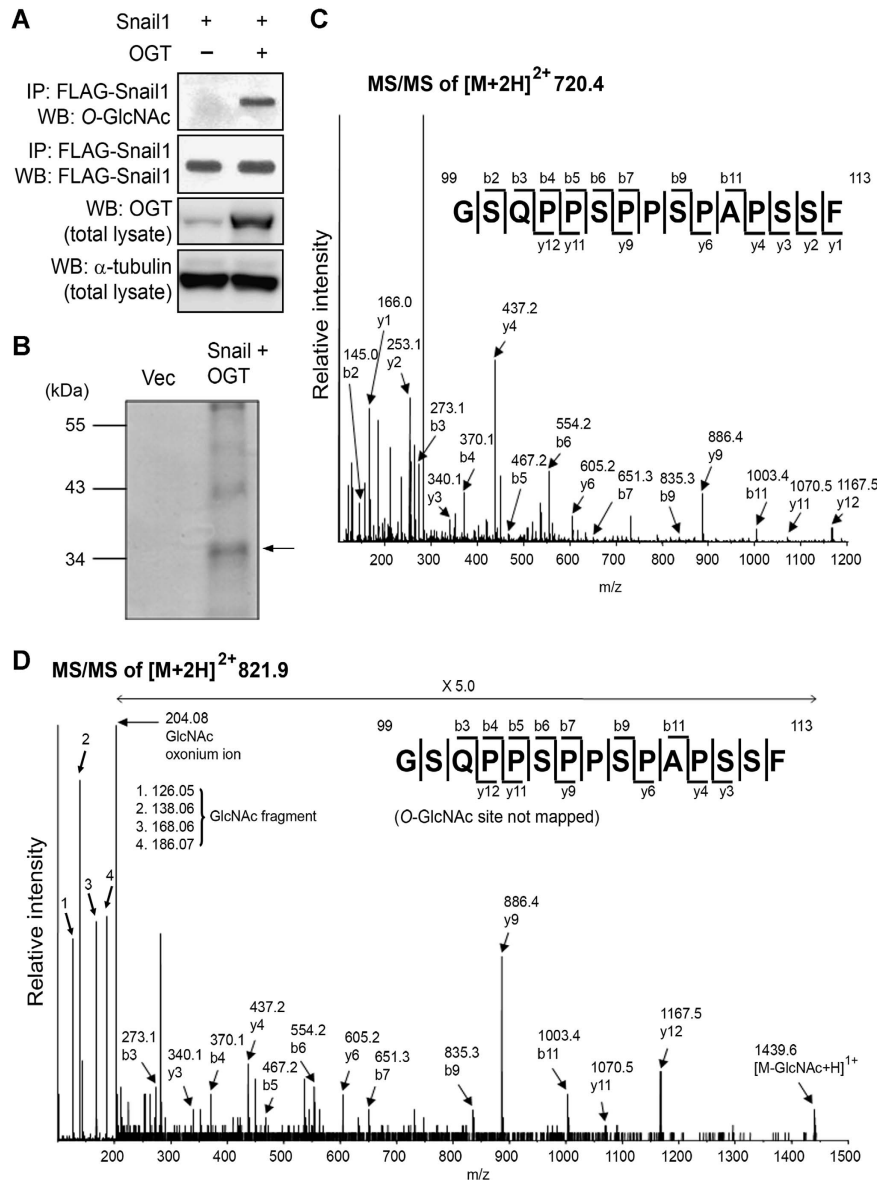 A
Snail1 + +
OGT − +
IP: FLAG-Snail1
WB: O-GlcNAc
IP: FLAG-Snail1
WB: FLAG-Snail1
WB: OGT
(total lysate)
WB: α-tubulin
(total lysate)
B
(kDa)
Vec
Snail +
OGT
55
43
34
C
MS/MS of [M+2H]2+ 720.4
99 b2 b3 b4 b5 b6 b7 b9 b11 113
G S Q P P S P P S P A P S S F
y12 y11 y9 y6 y4 y3 y2 y1
Relative intensity
145.0
b2
166.0
y1
253.1
y2
273.1
b3
340.1
y3
370.1
b4
437.2
y4
467.2
b5
554.2
b6
605.2
y6
651.3
b7
835.3
b9
886.4
y9
1003.4
b11
1070.5
y11
1167.5
y12
200 300 400 500 600 700 800 900 1000 1100 1200
m/z
D
MS/MS of [M+2H]2+ 821.9
X 5.0
204.08
GlcNAc
oxonium ion
1. 126.05
2. 138.06
3. 168.06
4. 186.07
GlcNAc fragment
99 b3 b4 b5 b6 b7 b9 b11 113
G S Q P P S P P S P A P S S F
y12 y11 y9 y6 y4 y3
(O-GlcNAc site not mapped)
Relative intensity
1
2
3
4
273.1
b3
340.1
y3
370.1
b4
437.2
y4
467.2
b5
554.2
b6
605.2
y6
651.3
b7
835.3
b9
886.4
y9
1003.4
b11
1070.5
y11
1167.5
y12
1439.6
[M-GlcNAc+H]1+
200 300 400 500 600 700 800 900 1000 1100 1200 1300 1400 1500
m/z